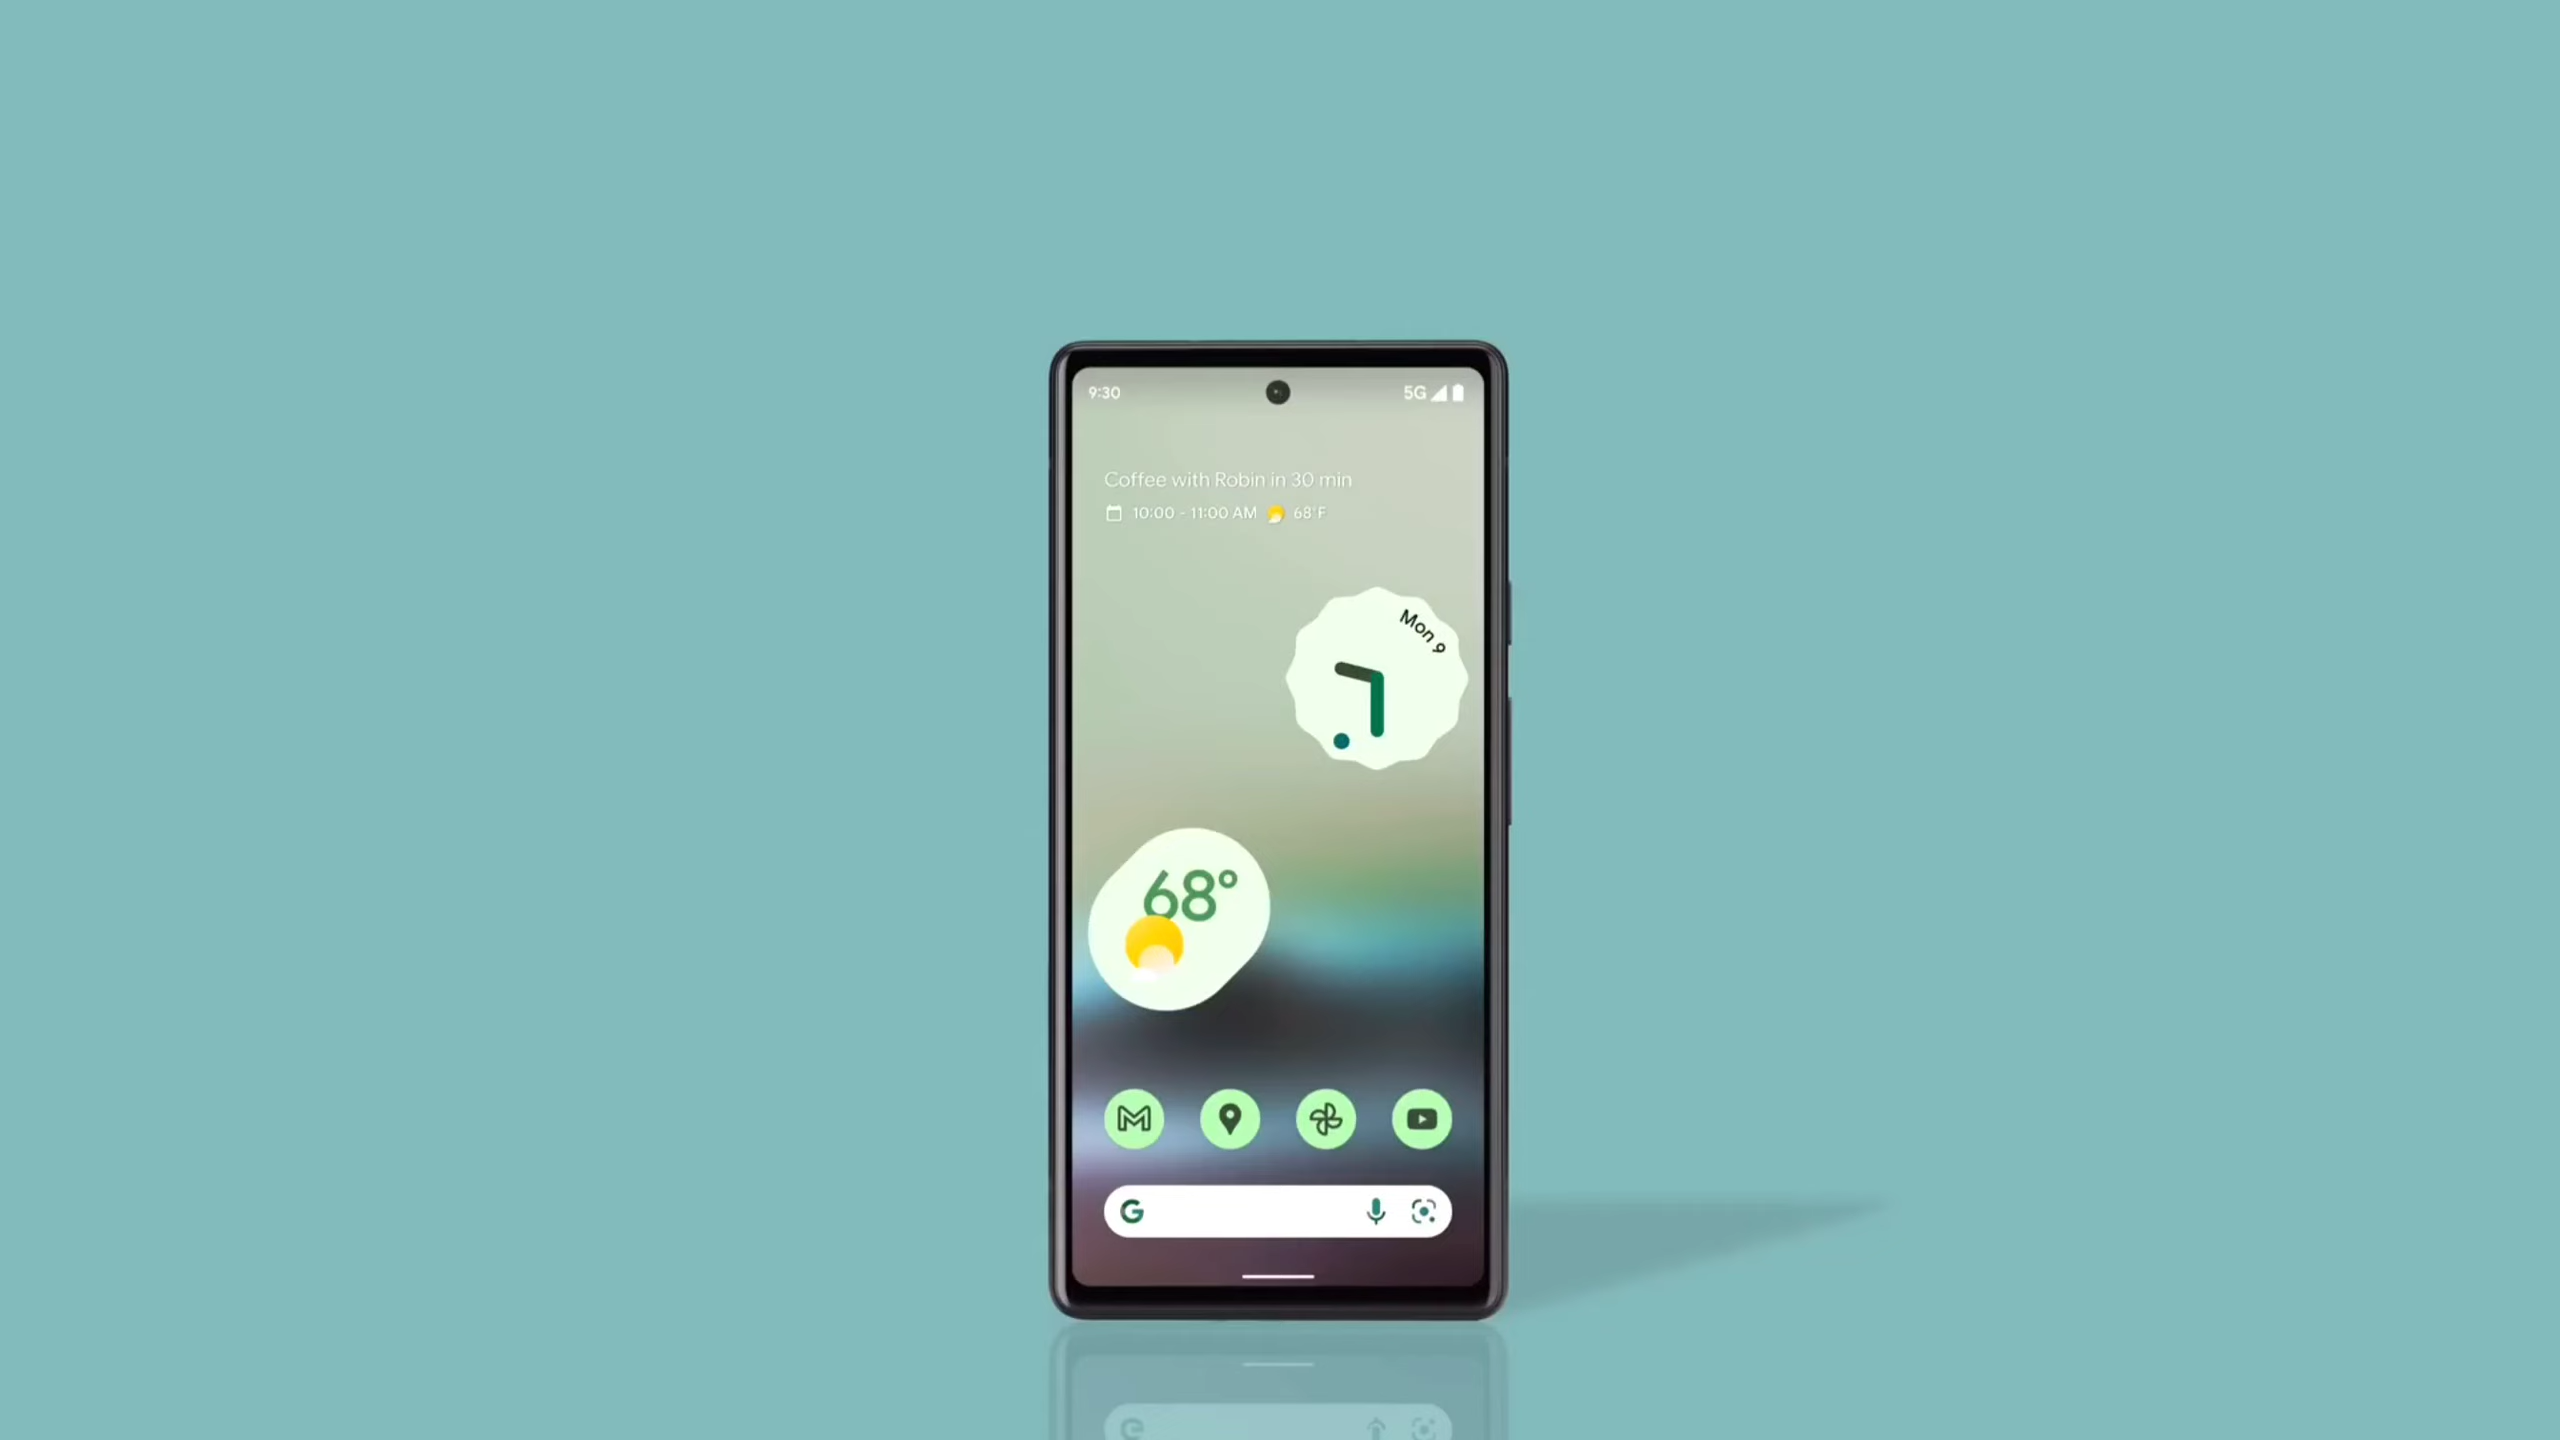 9:30
5G
Coffee with Robin in 30 min
10:00 - 11:00 AM 68°F
Mon 9
68°
G